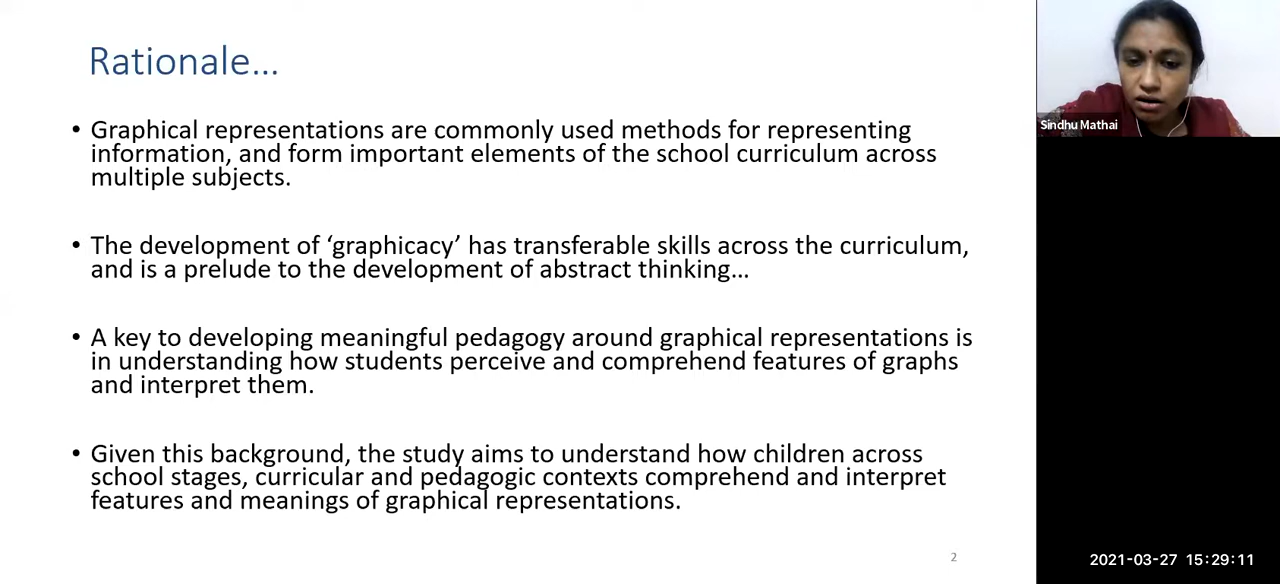 Rationale...
• Graphical representations are commonly used methods for representing
information, and form important elements of the school curriculum across
multiple subjects.
• The development of ‘graphicacy’ has transferable skills across the curriculum,
and is a prelude to the development of abstract thinking...
• A key to developing meaningful pedagogy around graphical representations is
in understanding how students perceive and comprehend features of graphs
and interpret them.
• Given this background, the study aims to understand how children across
school stages, curricular and pedagogic contexts comprehend and interpret
features and meanings of graphical representations.
2
Sindhu Mathai
2021-03-27 15:29:11